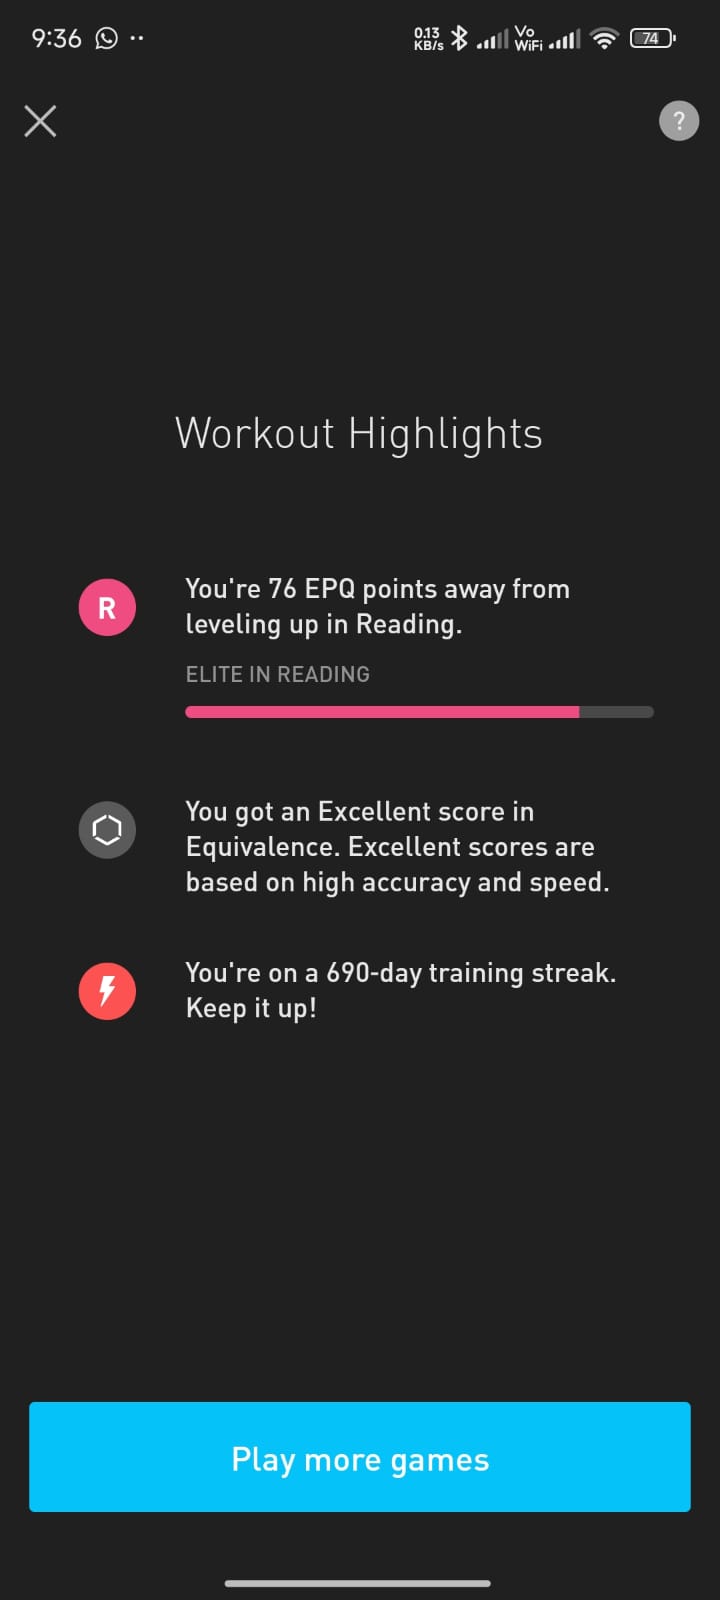 9:36
0.13
KB/s
Vo
WiFi
74
?
Workout Highlights
R
You're 76 EPQ points away from
leveling up in Reading.
ELITE IN READING
You got an Excellent score in
Equivalence. Excellent scores are
based on high accuracy and speed.
You're on a 690-day training streak.
Keep it up!
Play more games